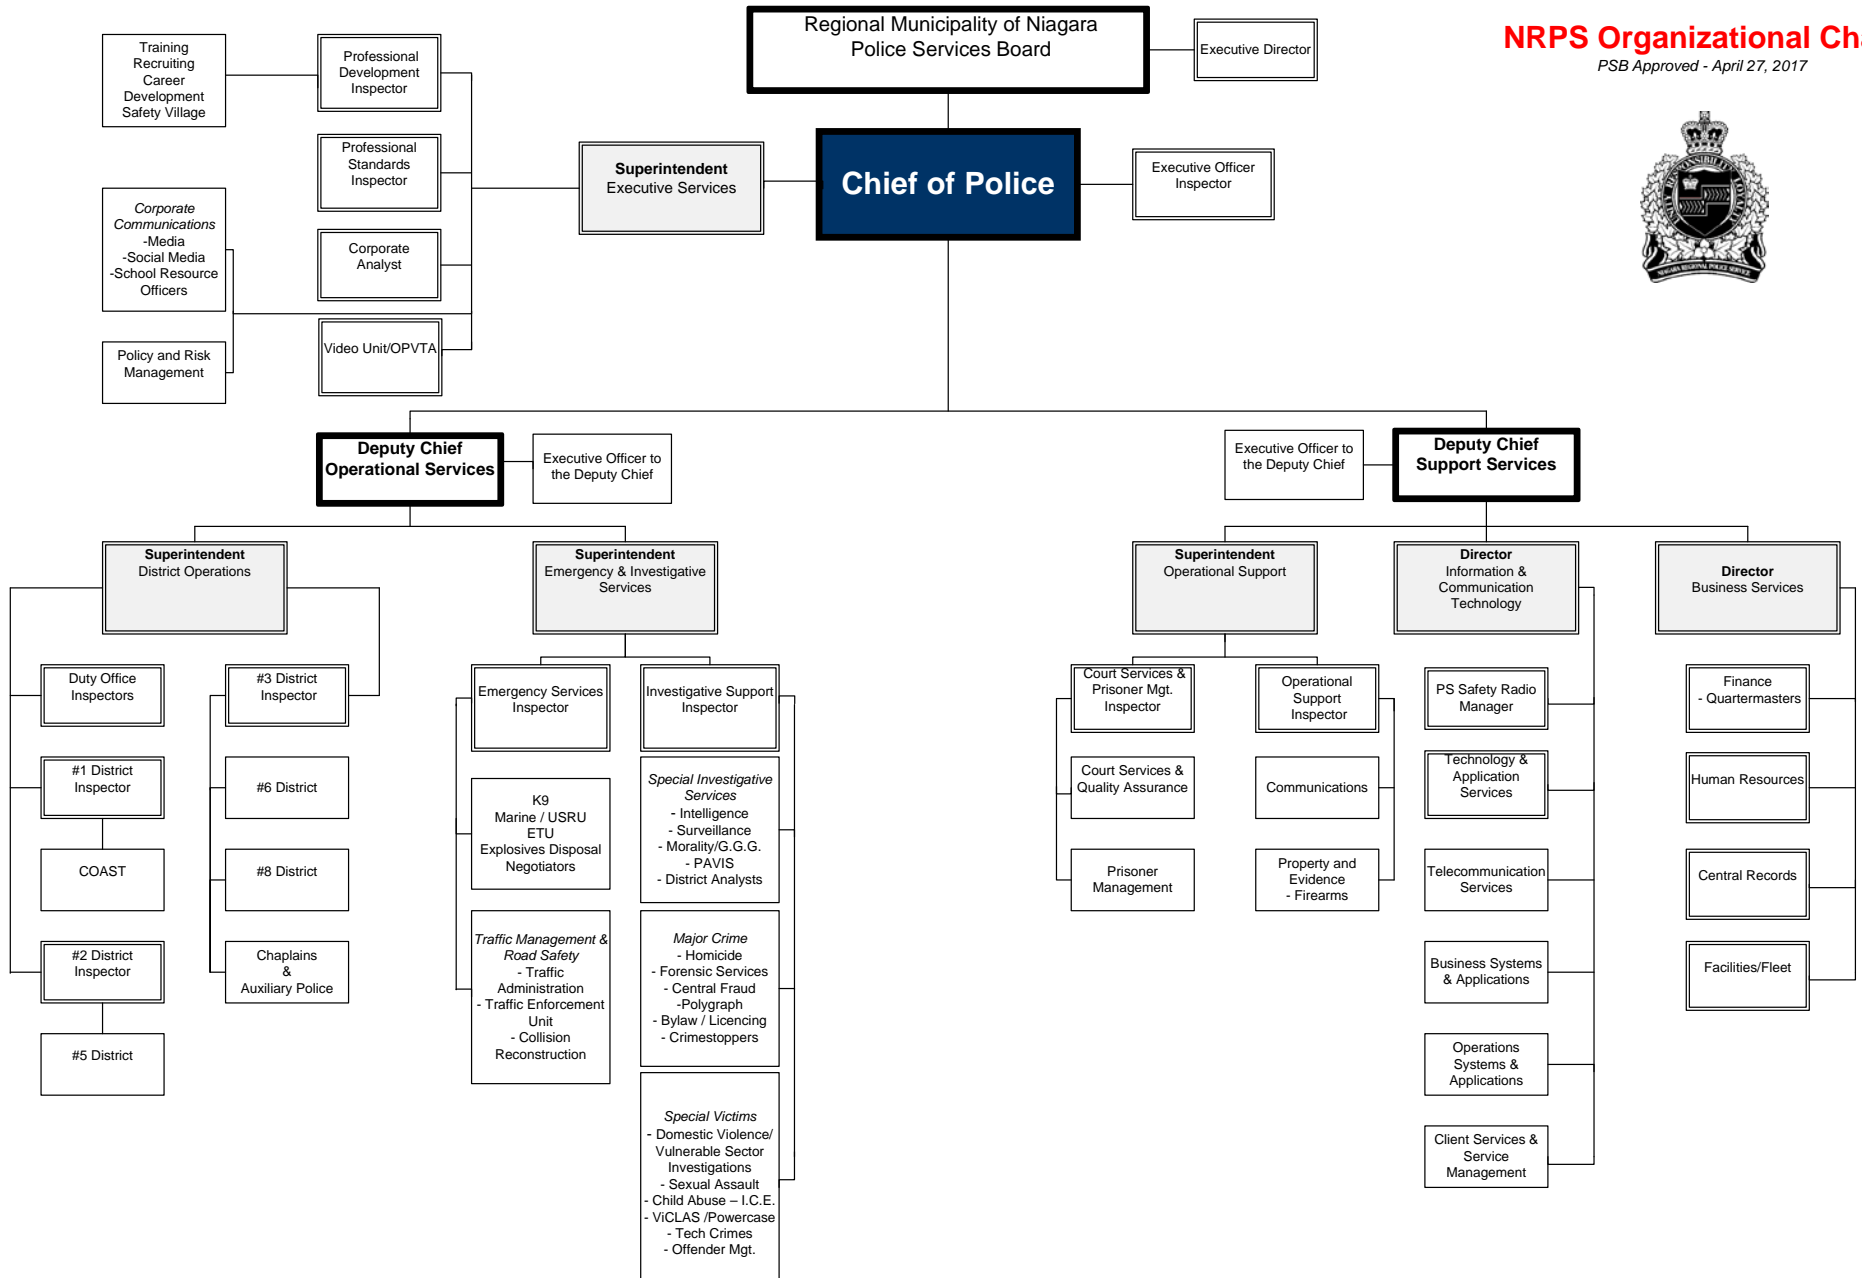 Regional Municipality of Niagara
Police Services Board
Executive Director
NRPS Organizational Cha
PSB Approved - April 27, 2017
Training
Recruiting
Career
Development
Safety Village
Professional
Development
Inspector
Professional
Standards
Inspector
Superintendent
Executive Services
Chief of Police
Executive Officer
Inspector
Corporate
Communications
-Media
-Social Media
-School Resource
Officers
Corporate
Analyst
Policy and Risk
Management
Video Unit/OPVTA
NIAGARA REGIONAL POLICE SERVICE
Deputy Chief
Operational Services
Executive Officer to
the Deputy Chief
Executive Officer to
the Deputy Chief
Deputy Chief
Support Services
Superintendent
District Operations
Superintendent
Emergency & Investigative
Services
Superintendent
Operational Support
Director
Information &
Communication
Technology
Director
Business Services
Duty Office
Inspectors
#1 District
Inspector
COAST
#2 District
Inspector
#5 District
#3 District
Inspector
#6 District
#8 District
Chaplains
&
Auxiliary Police
Emergency Services
Inspector
K9
Marine / USRU
ETU
Explosives Disposal
Negotiators
Traffic Management &
Road Safety
- Traffic
Administration
- Traffic Enforcement
Unit
- Collision
Reconstruction
Investigative Support
Inspector
Special Investigative
Services
- Intelligence
- Surveillance
- Morality/G.G.G.
- PAVIS
- District Analysts
Major Crime
- Homicide
- Forensic Services
- Central Fraud
-Polygraph
- Bylaw / Licencing
- Crimestoppers
Special Victims
- Domestic Violence/
Vulnerable Sector
Investigations
- Sexual Assault
- Child Abuse – I.C.E.
- ViCLAS /Powercase
- Tech Crimes
- Offender Mgt.
Court Services &
Prisoner Mgt.
Inspector
Court Services &
Quality Assurance
Prisoner
Management
Operational
Support
Inspector
Communications
Property and
Evidence
- Firearms
PS Safety Radio
Manager
Technology &
Application
Services
Telecommunication
Services
Business Systems
& Applications
Operations
Systems &
Applications
Client Services &
Service
Management
Finance
- Quartermasters
Human Resources
Central Records
Facilities/Fleet